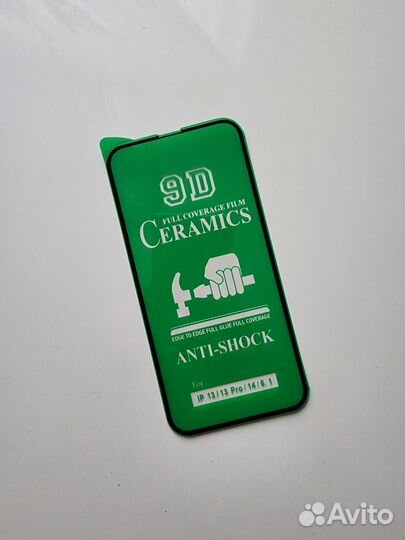 9D
FULL COVERAGE FILM
CERAMICS
EDGE TO EDGE FULL GLUE FULL COVERAGE
ANTI-SHOCK
For
IP 13/13 Pro/14/6.1
Avito